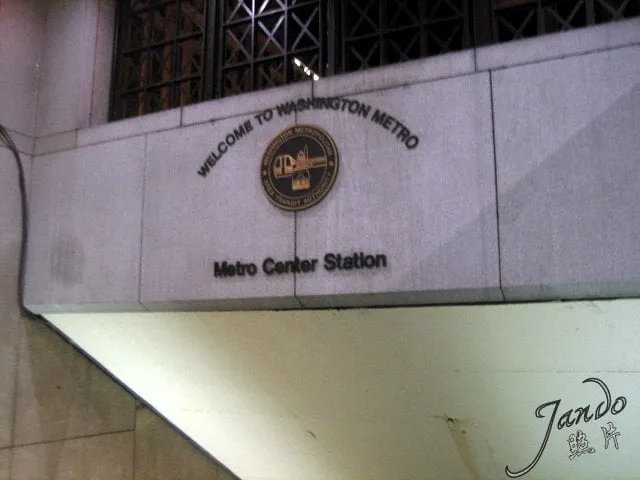 WELCOME TO WASHINGTON METRO
WASHINGTON METROPOLITAN
AREA TRANSIT AUTHORITY
Metro Center Station
Jando
照片